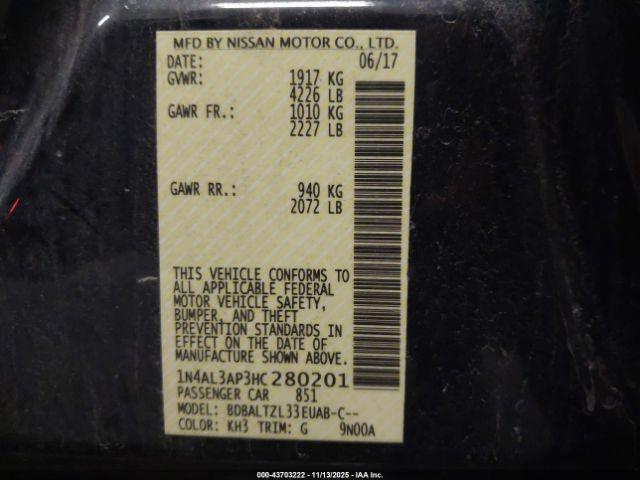 MFD BY NISSAN MOTOR CO., LTD.
DATE: 06/17
GVWR: 1917 KG
4226 LB
GAWR FR.: 1010 KG
2227 LB
GAWR RR.: 940 KG
2072 LB
THIS VEHICLE CONFORMS TO
ALL APPLICABLE FEDERAL
MOTOR VEHICLE SAFETY,
BUMPER, AND THEFT
PREVENTION STANDARDS IN
EFFECT ON THE DATE OF
MANUFACTURE SHOWN ABOVE.
1N4AL3AP3HC280201
PASSENGER CAR 851
MODEL: BDBALTZL33EUAB-C--
COLOR: KH3 TRIM: G 9N00A
000-43703222 - 11/13/2025 - IAA Inc.